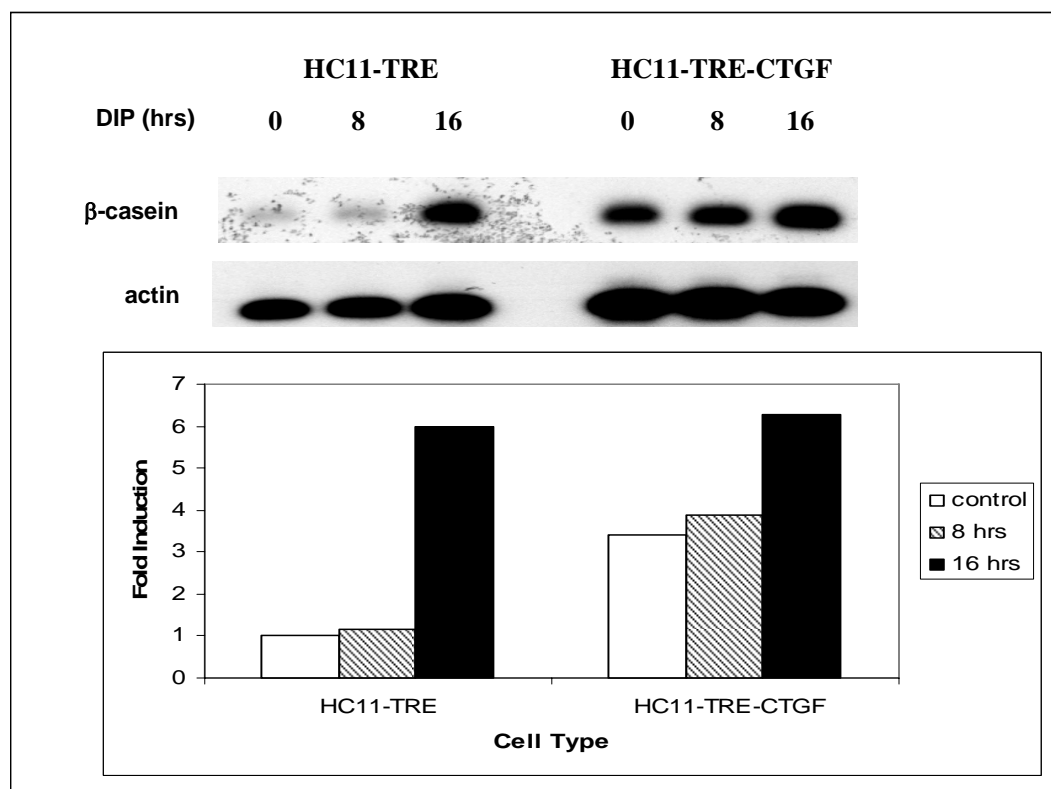 HC11-TRE HC11-TRE-CTGF
DIP (hrs) 0 8 16 0 8 16
β-casein
actin
7
6
5
4
3
2
1
0
Fold Induction
HC11-TRE HC11-TRE-CTGF
Cell Type
control
8 hrs
16 hrs